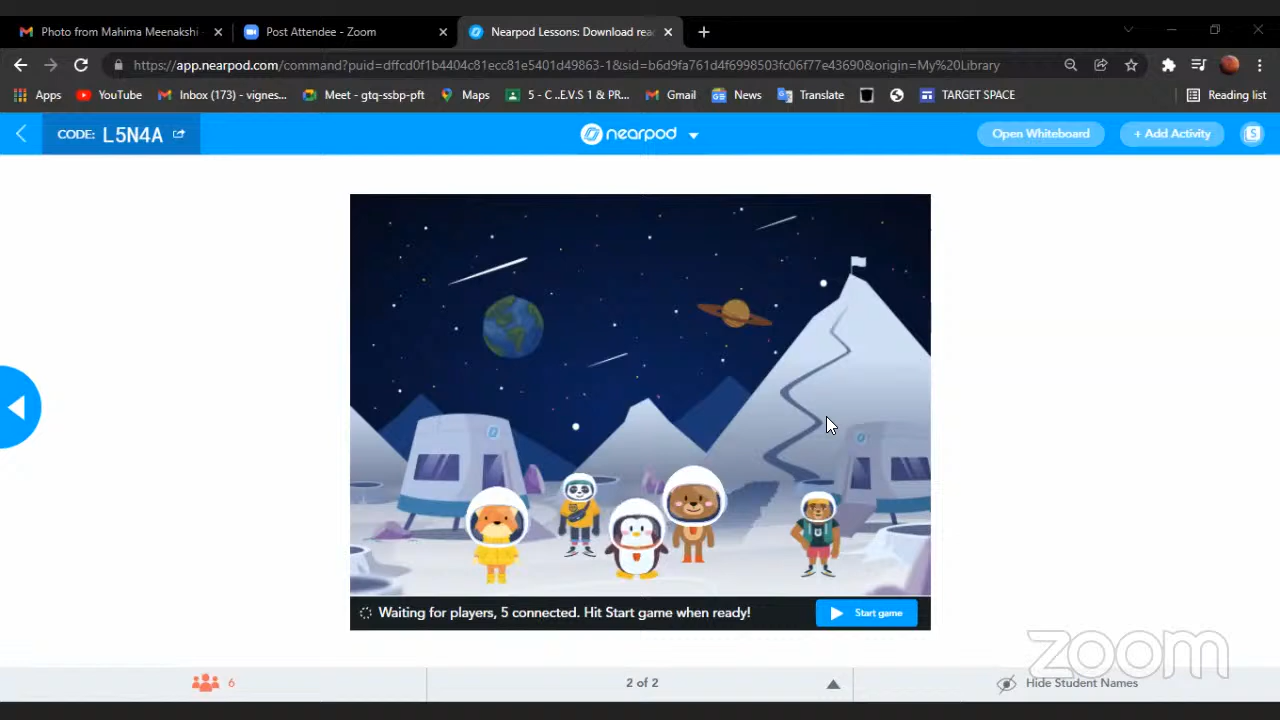 Photo from Mahima Meenakshi -
Post Attendee - Zoom
Nearpod Lessons: Download rea
https://app.nearpod.com/command?puid=dffcd0f1b4404c81ecc81e5401d49863-1&sid=b6d9fa761d4f6998503fc06f77e43690&origin=My%20Library
Apps YouTube Inbox (173) - vignes... Meet - gtq-ssbp-pft Maps 5 - C ..E.V.S 1 & PR... Gmail News Translate TARGET SPACE Reading list
CODE: L5N4A nearpod Open Whiteboard + Add Activity
Waiting for players, 5 connected. Hit Start game when ready! Start game
zoom
6 2 of 2 Hide Student Names